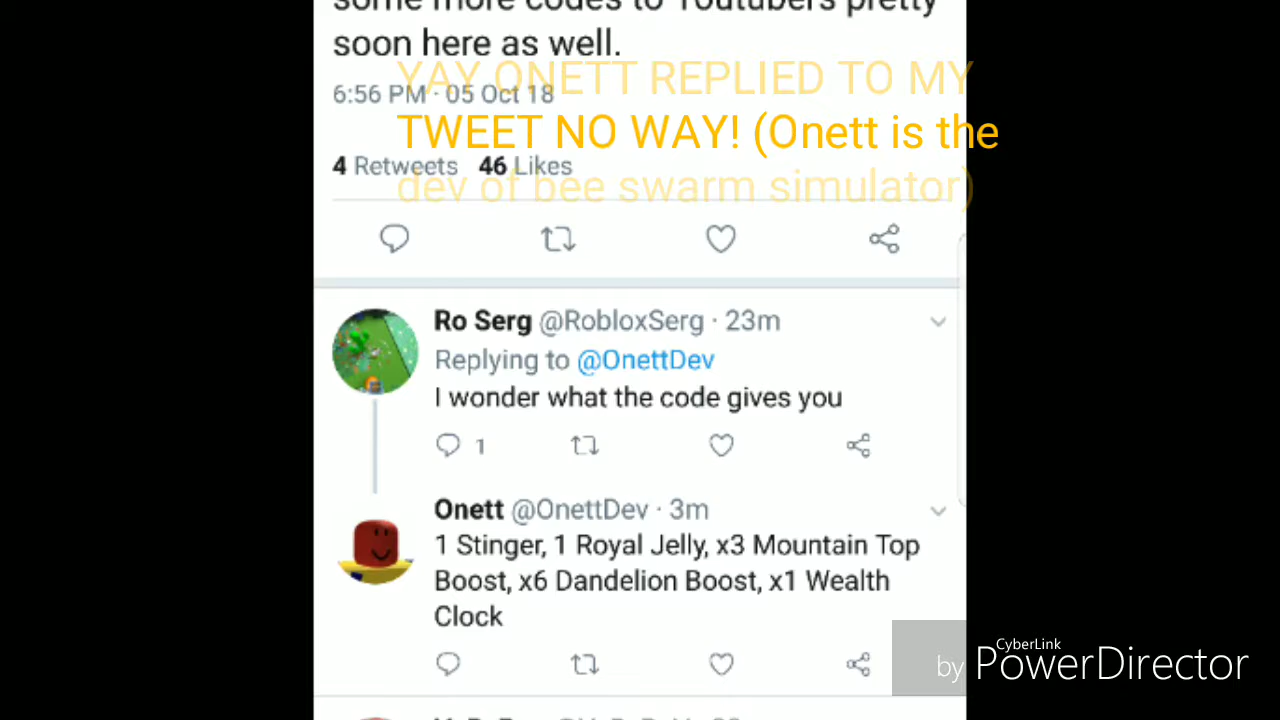 some more codes to Youtubers pretty
soon here as well.
YAY ONETT REPLIED TO MY
6:56 PM · 05 Oct 18
TWEET NO WAY! (Onett is the
4 Retweets 46 Likes
dev of bee swarm simulator)
Ro Serg @RobloxSerg · 23m
Replying to @OnettDev
I wonder what the code gives you
1
Onett @OnettDev · 3m
1 Stinger, 1 Royal Jelly, x3 Mountain Top
Boost, x6 Dandelion Boost, x1 Wealth
Clock
CyberLink
by PowerDirector